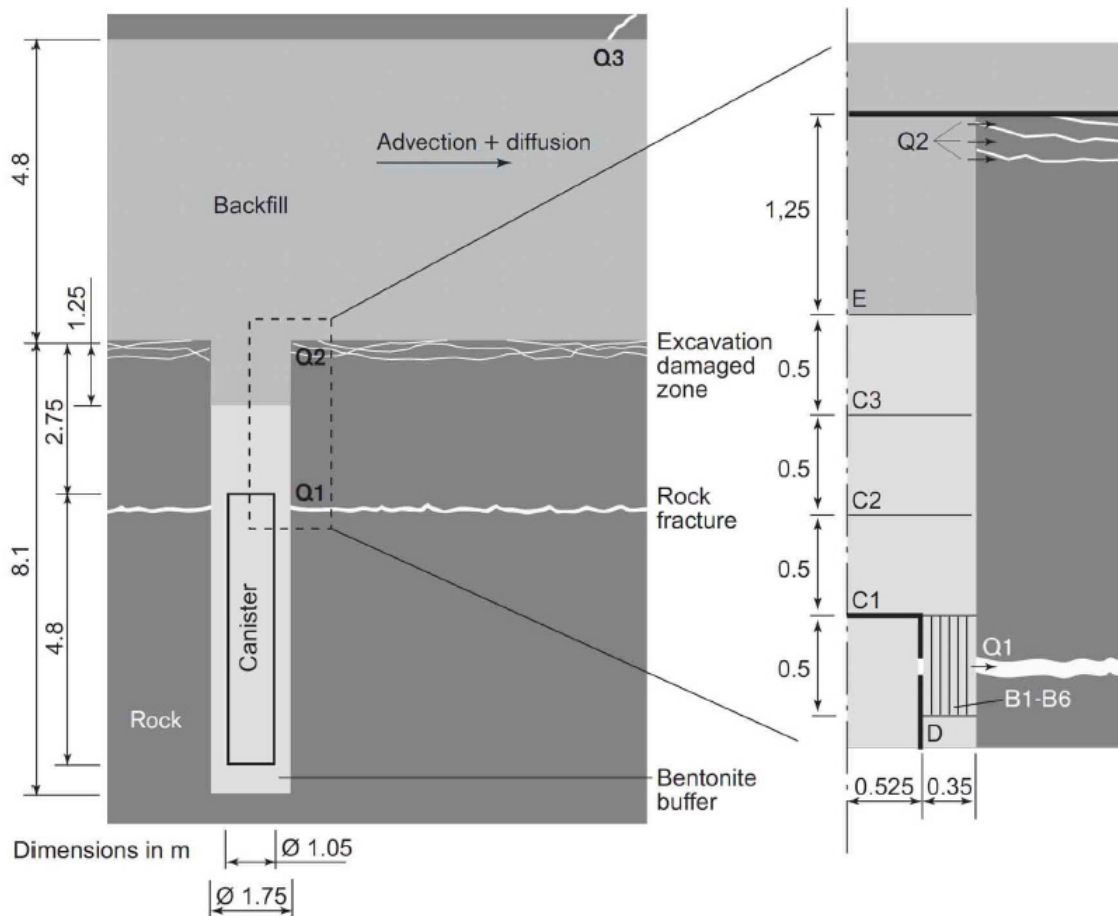 Q3
Advection + diffusion
4.8
Backfill
1.25
Q2
Excavation
damaged
zone
2.75
Q1
Rock
fracture
8.1
4.8
Canister
Rock
Bentonite
buffer
Dimensions in m
Ø 1.05
Ø 1.75
Q2
1,25
E
0.5
C3
0.5
C2
0.5
C1
0.5
Q1
B1-B6
D
0.525
0.35